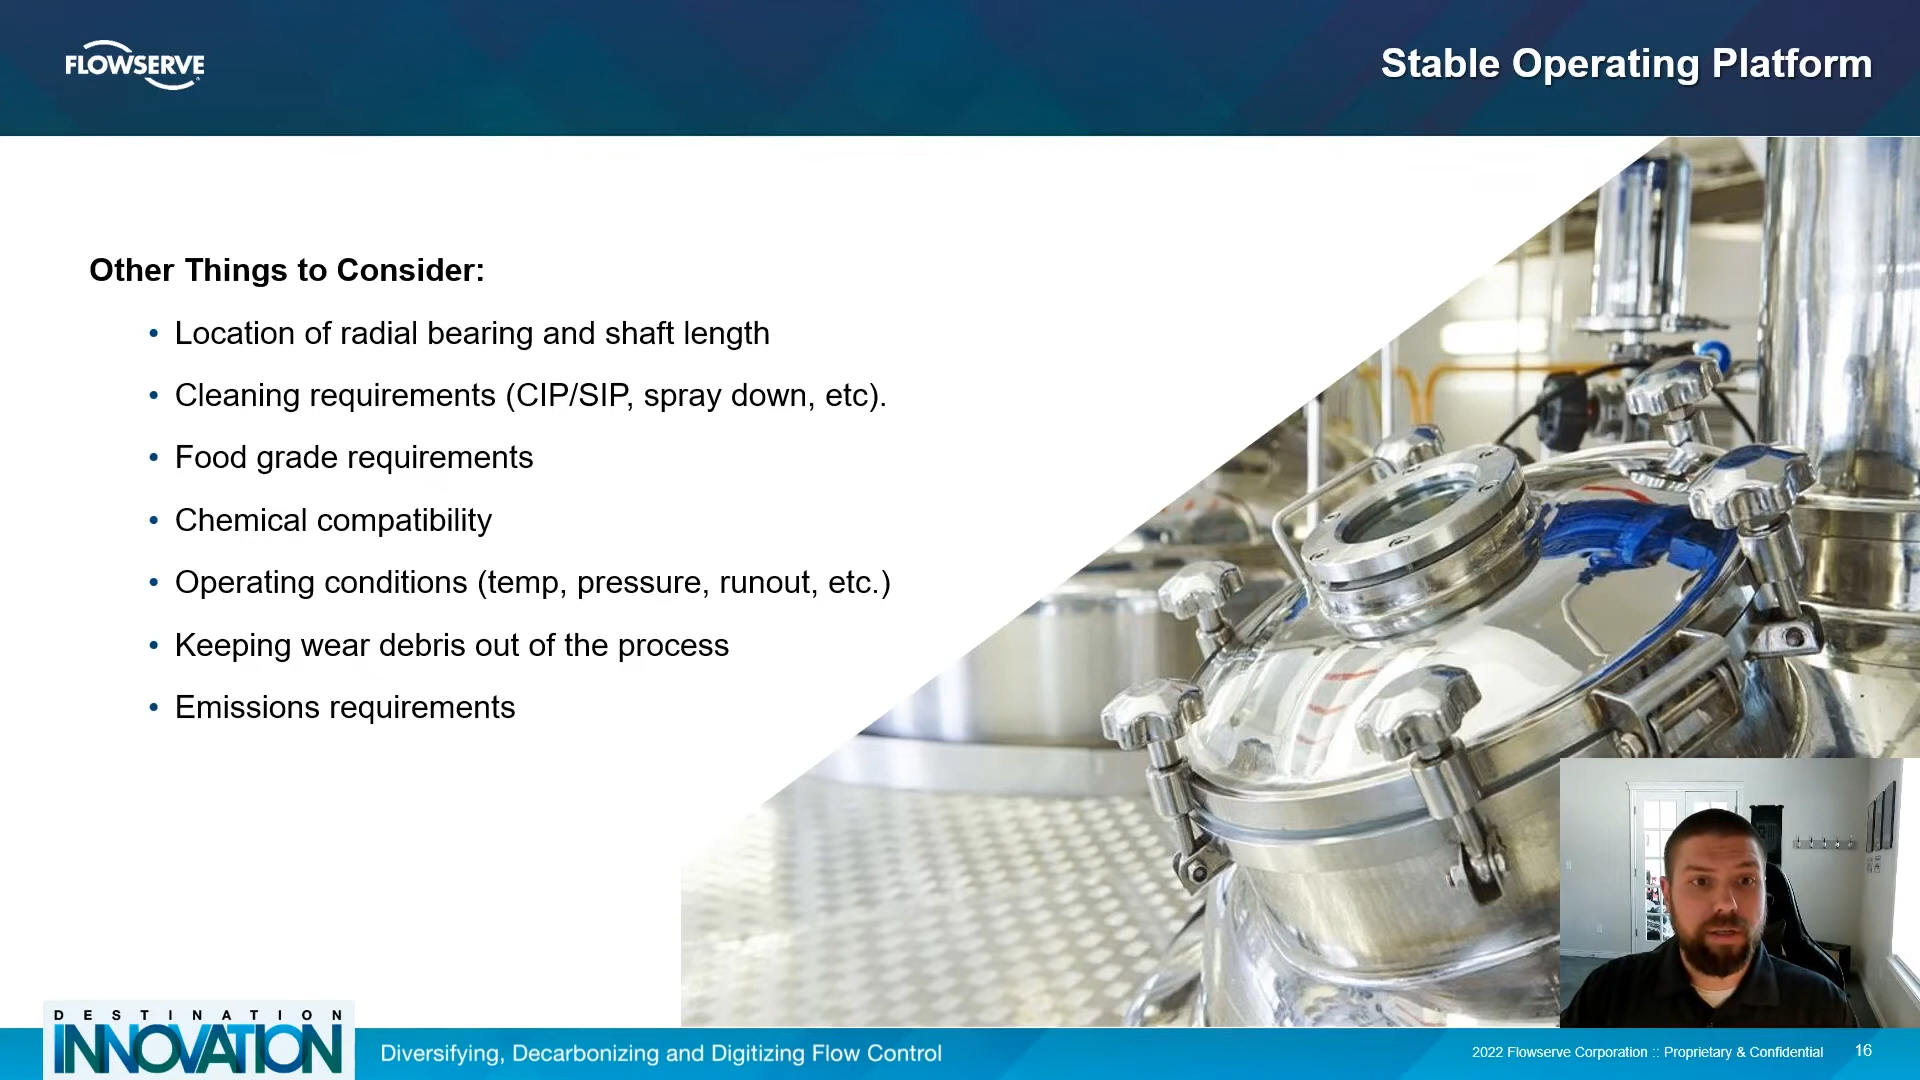 FLOWSERVE
Stable Operating Platform
Other Things to Consider:
• Location of radial bearing and shaft length
• Cleaning requirements (CIP/SIP, spray down, etc).
• Food grade requirements
• Chemical compatibility
• Operating conditions (temp, pressure, runout, etc.)
• Keeping wear debris out of the process
• Emissions requirements
DESTINATION
INNOVATION
Diversifying, Decarbonizing and Digitizing Flow Control
2022 Flowserve Corporation :: Proprietary & Confidential
16